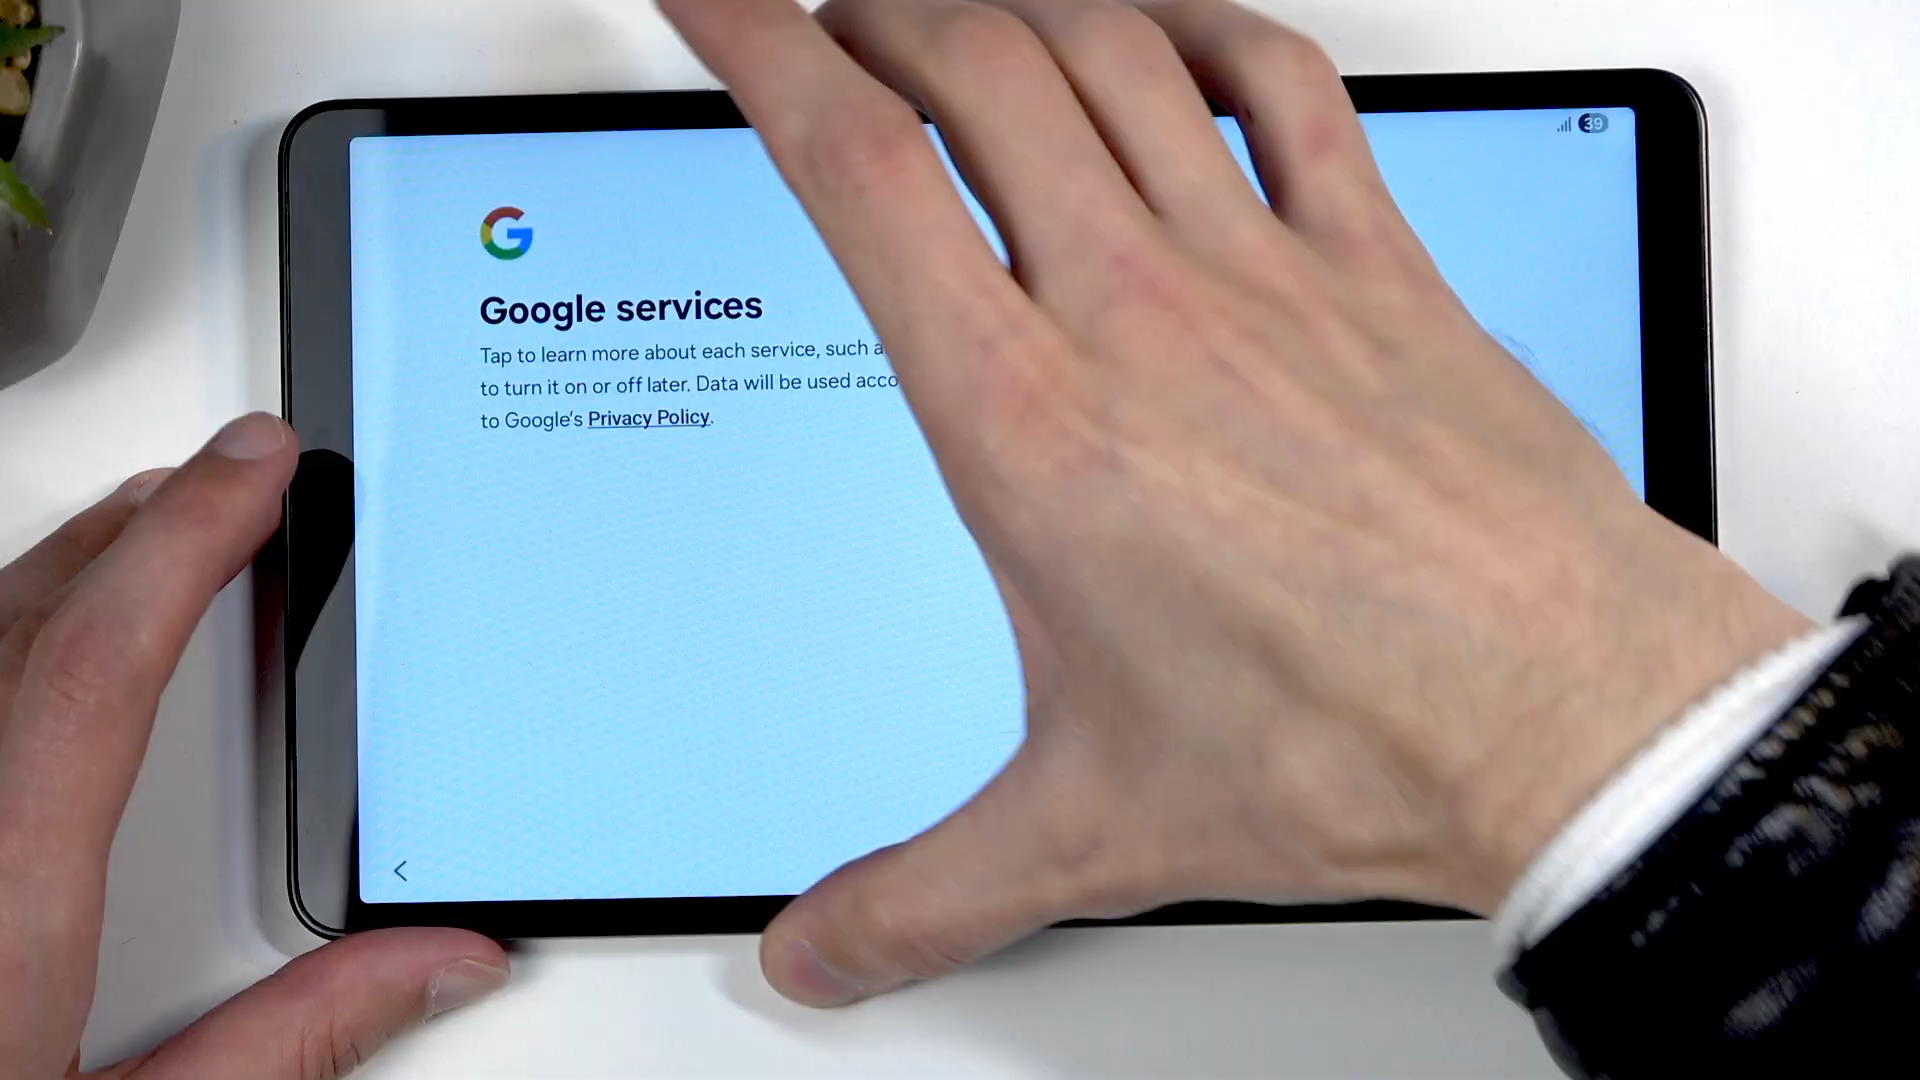 39
Google services
Tap to learn more about each service, such
to turn it on or off later. Data will be used
to Google's Privacy Policy.